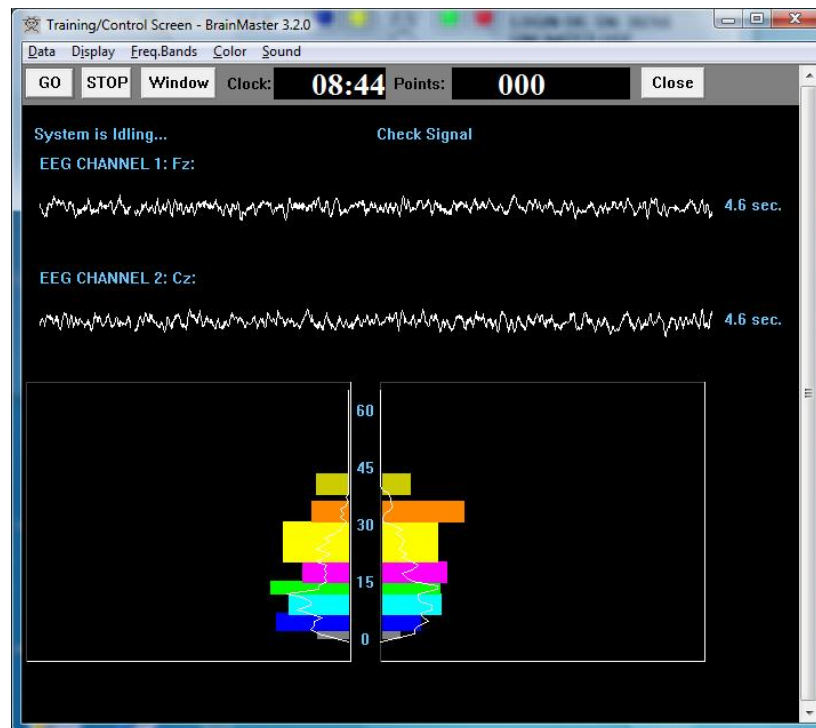 Training/Control Screen - BrainMaster 3.2.0
Data Display Freq.Bands Color Sound
GO STOP Window Clock: 08:44 Points: 000 Close
System is Idling... Check Signal
EEG CHANNEL 1: Fz:
4.6 sec.
EEG CHANNEL 2: Cz:
4.6 sec.
60
45
30
15
0